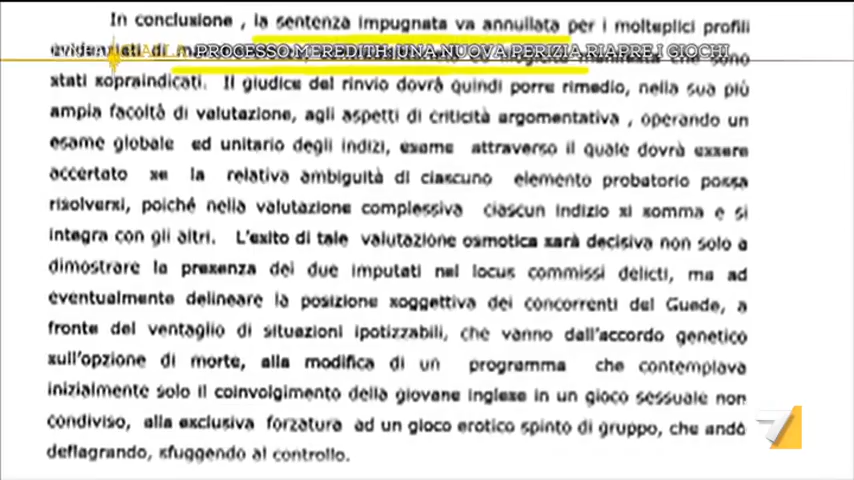 In conclusione , la sentenza impugnata va annullata per i molteplici profili
PROCESSO MEREDITH: UNA NUOVA PERIZIA RIAPRE I GIOCHI
evidenziati di che sono
stati sopraindicati. Il giudice del rinvio dovrà quindi porre rimedio, nella sua più
ampia facoltà di valutazione, agli aspetti di criticità argomentativa , operando un
esame globale ed unitario degli indizi, esame attraverso il quale dovrà essere
accertato se la relativa ambiguità di ciascuno elemento probatorio possa
risolversi, poiché nella valutazione complessiva ciascun indizio si somma e si
integra con gli altri. L'esito di tale valutazione osmotica sarà decisiva non solo a
dimostrare la presenza dei due imputati nel locus commissi delicti, ma ad
eventualmente delineare la posizione soggettiva dei concorrenti del Guede, a
fronte del ventaglio di situazioni ipotizzabili, che vanno dall'accordo genetico
sull'opzione di morte, alla modifica di un programma che contemplava
inizialmente solo il coinvolgimento della giovane inglese in un gioco sessuale non
condiviso, alla esclusiva forzatura ad un gioco erotico spinto di gruppo, che andò
deflagrando, sfuggendo al controllo.
7